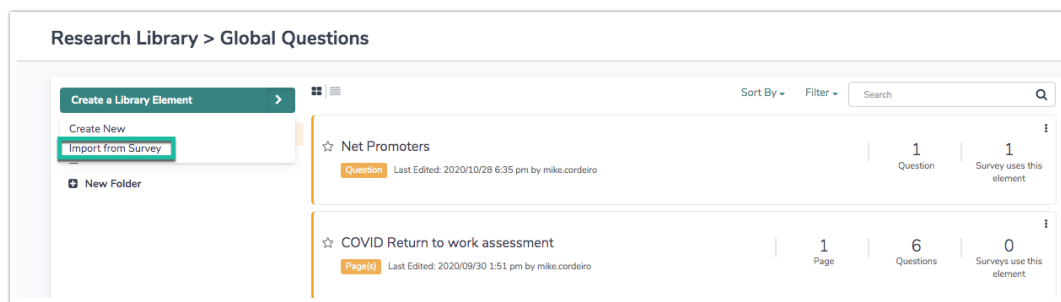 Research Library > Global Questions
Create a Library Element
Sort By
Filter
Search
Create New
Import from Survey
New Folder
Net Promoters
Question Last Edited: 2020/10/28 6:35 pm by mike.cordeiro
1
Question
1
Survey uses this
element
COVID Return to work assessment
Page(s) Last Edited: 2020/09/30 1:51 pm by mike.cordeiro
1
Page
6
Questions
0
Surveys use this
element